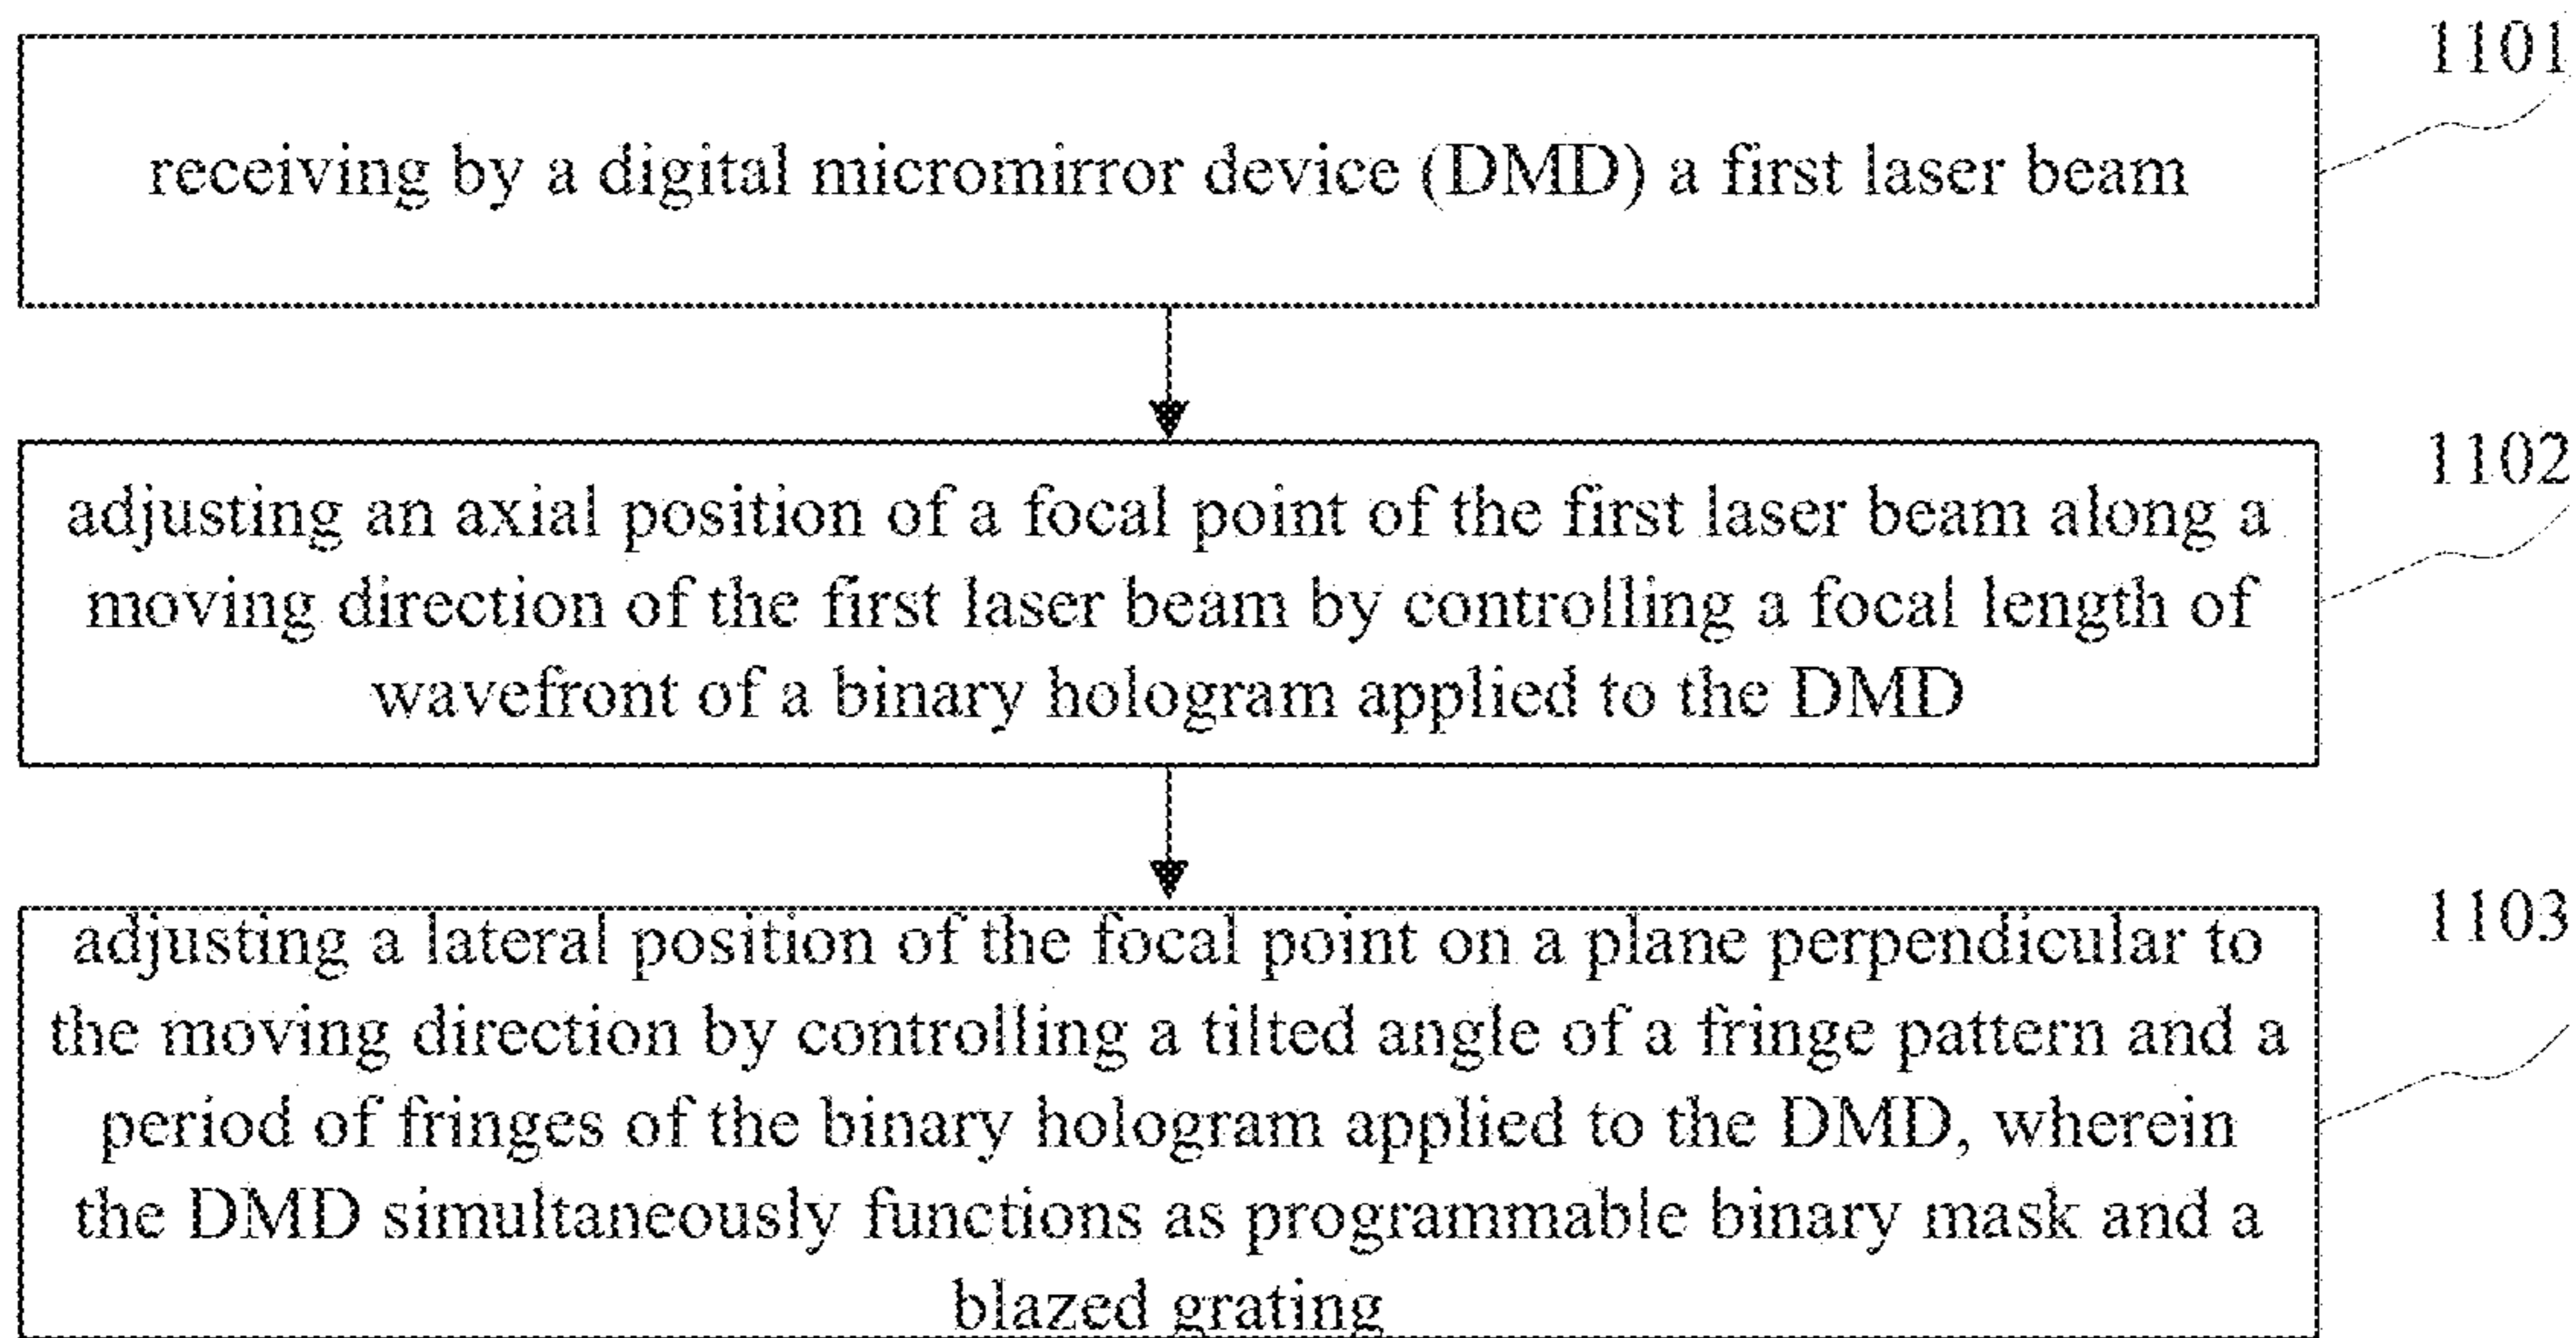 1101
receiving by a digital micromirror device (DMD) a first laser beam
1102
adjusting an axial position of a focal point of the first laser beam along a
moving direction of the first laser beam by controlling a focal length of
wavefront of a binary hologram applied to the DMD
1103
adjusting a lateral position of the focal point on a plane perpendicular to
the moving direction by controlling a tilted angle of a fringe pattern and a
period of fringes of the binary hologram applied to the DMD, wherein
the DMD simultaneously functions as programmable binary mask and a
blazed grating